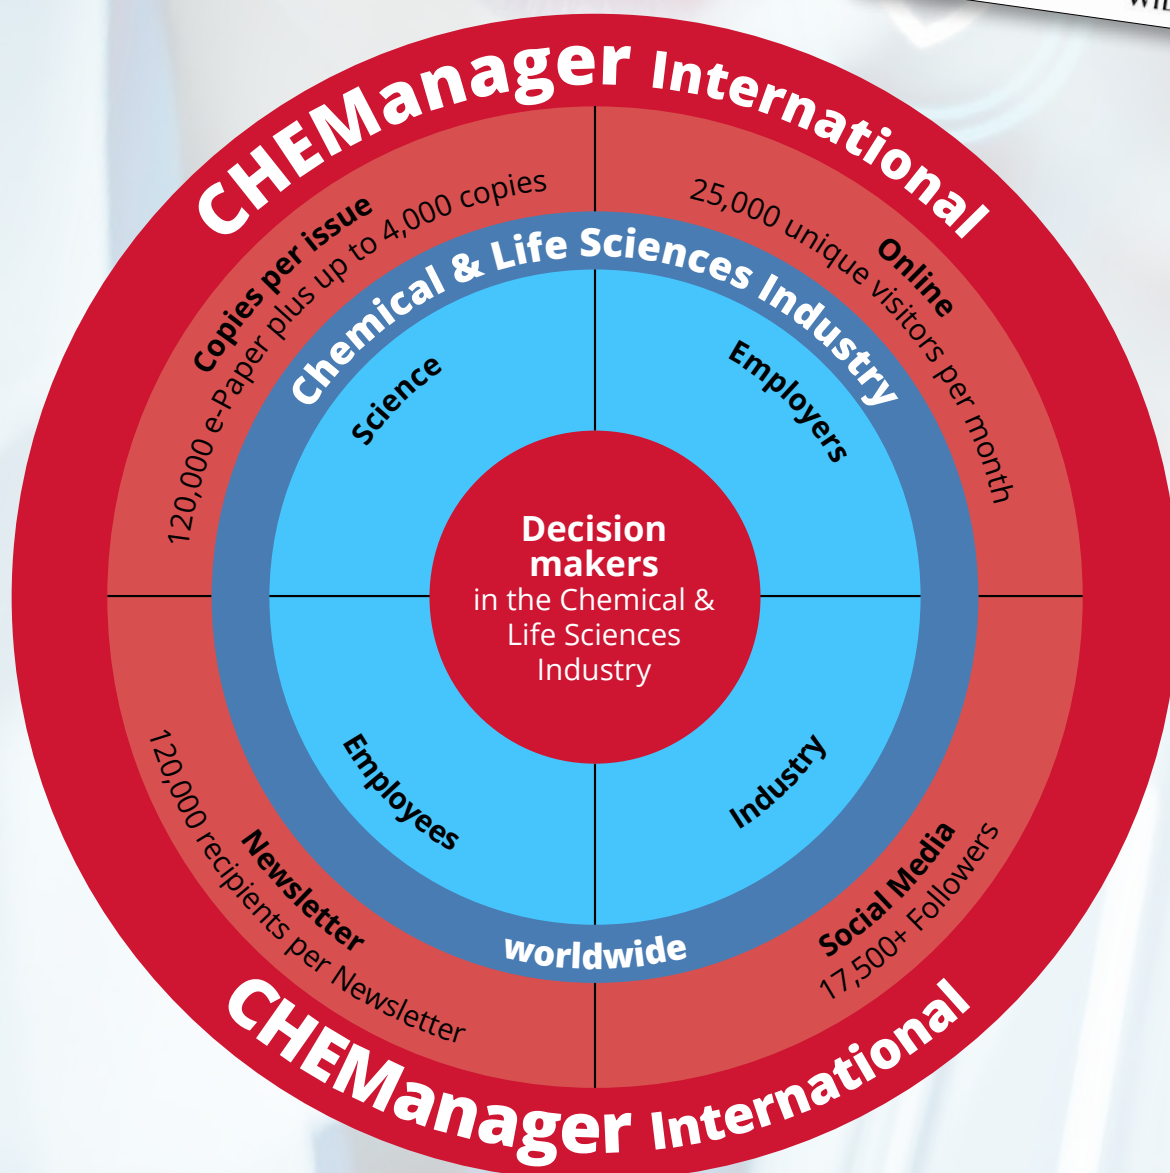 CHEManager International
Copies per issue
120,000 e-Paper plus up to 4,000 copies
Online
25,000 unique visitors per month
Chemical & Life Sciences Industry
Science
Employers
Decision
makers
in the Chemical &
Life Sciences
Industry
Employees
Industry
worldwide
Newsletter
120,000 recipients per Newsletter
Social Media
17,500+ Followers
CHEManager International